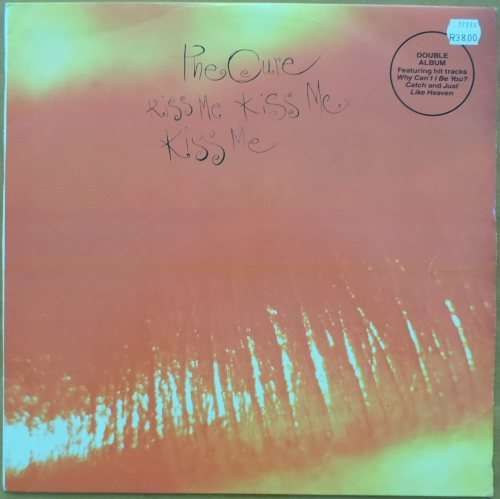 The Cure
Kiss Me Kiss Me
Kiss Me
R38.00
DOUBLE
ALBUM
Featuring hit tracks
Why Can't I Be You?
Catch and Just
Like Heaven